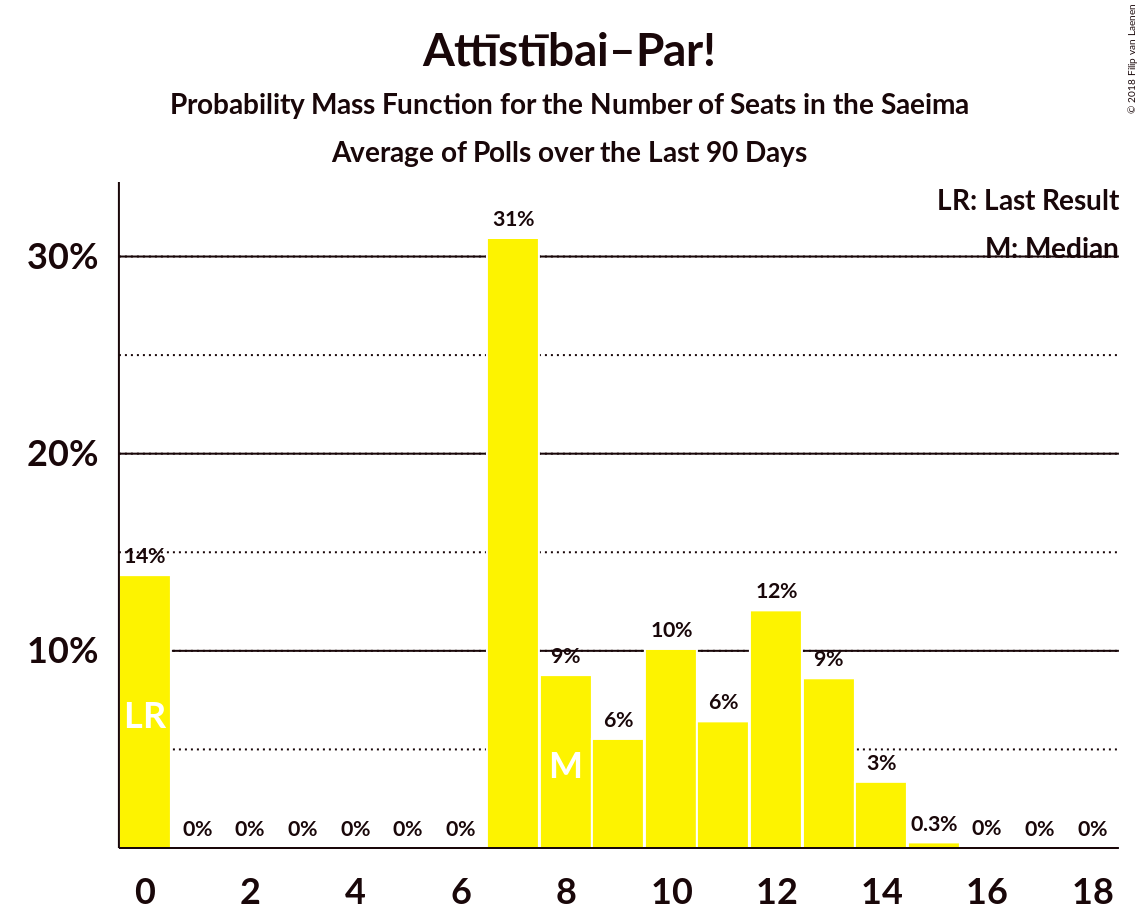 Attīstībai–Par!
Probability Mass Function for the Number of Seats in the Saeima
Average of Polls over the Last 90 Days
© 2018 Filip van Laenen
LR: Last Result
M: Median
30%
20%
10%
14%
0%
0%
0%
0%
0%
0%
31%
9%
6%
10%
6%
12%
9%
3%
0.3%
0%
0%
0%
LR
M
0 2 4 6 8 10 12 14 16 18